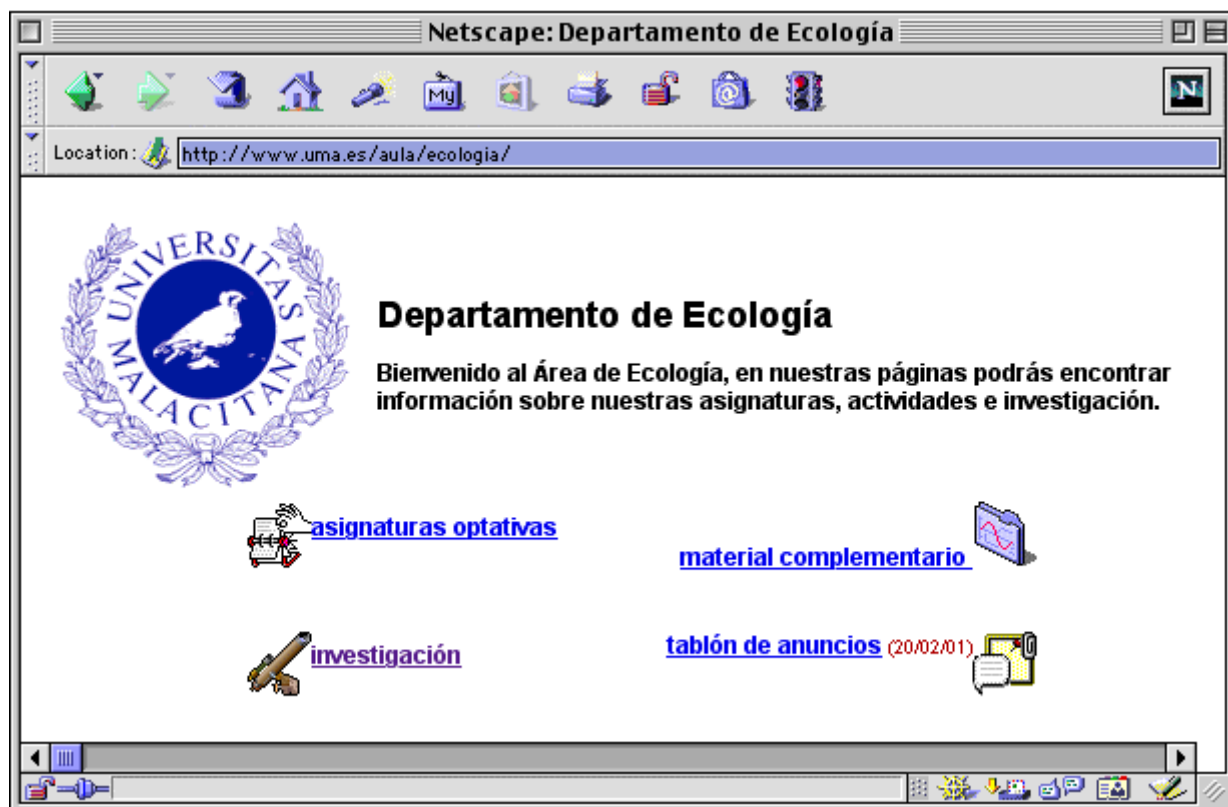 Netscape: Departamento de Ecología
My
N
Location: http://www.uma.es/aula/ecologia/
UNIVERSITAS MALACITANA
Departamento de Ecología
Bienvenido al Área de Ecología, en nuestras páginas podrás encontrar
información sobre nuestras asignaturas, actividades e investigación.
asignaturas optativas
material complementario
investigación
tablón de anuncios (20/02/01)